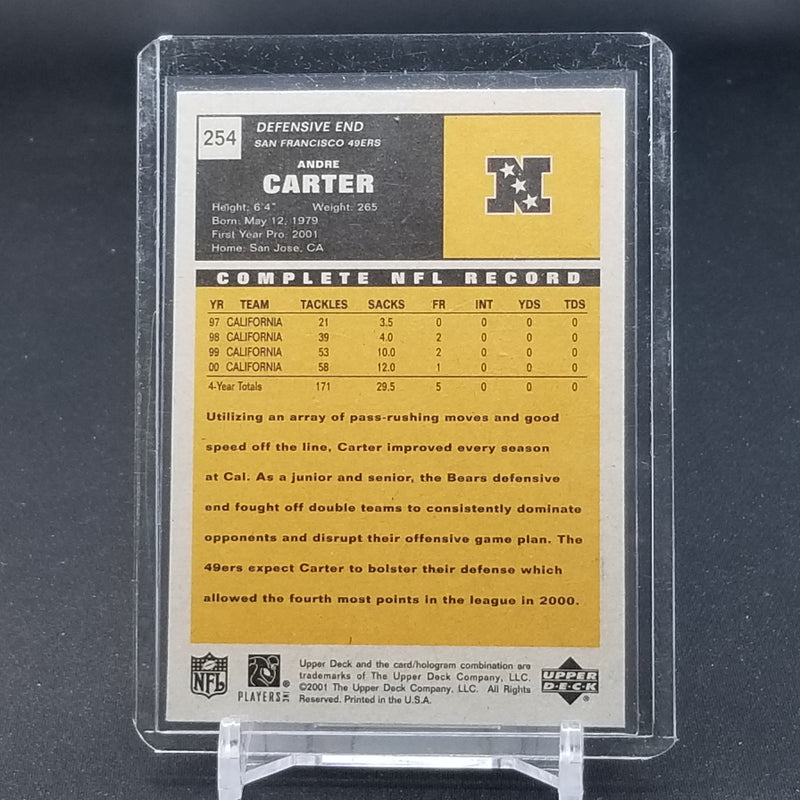 254
DEFENSIVE END
SAN FRANCISCO 49ERS
ANDRE
CARTER
Height: 6'4" Weight: 265
Born: May 12, 1979
First Year Pro: 2001
Home: San Jose, CA
N
COMPLETE NFL RECORD
YR TEAM TACKLES SACKS FR INT YDS TDS
97 CALIFORNIA 21 3.5 0 0 0 0
98 CALIFORNIA 39 4.0 2 0 0 0
99 CALIFORNIA 53 10.0 2 0 0 0
00 CALIFORNIA 58 12.0 1 0 0 0
4-Year Totals 171 29.5 5 0 0 0
Utilizing an array of pass-rushing moves and good
speed off the line, Carter improved every season
at Cal. As a junior and senior, the Bears defensive
end fought off double teams to consistently dominate
opponents and disrupt their offensive game plan. The
49ers expect Carter to bolster their defense which
allowed the fourth most points in the league in 2000.
NFL
PLAYERS INC ®
Upper Deck and the card/hologram combination are
trademarks of The Upper Deck Company, LLC.
©2001 The Upper Deck Company, LLC. All Rights
Reserved. Printed in the U.S.A.
UPPER
DECK ®